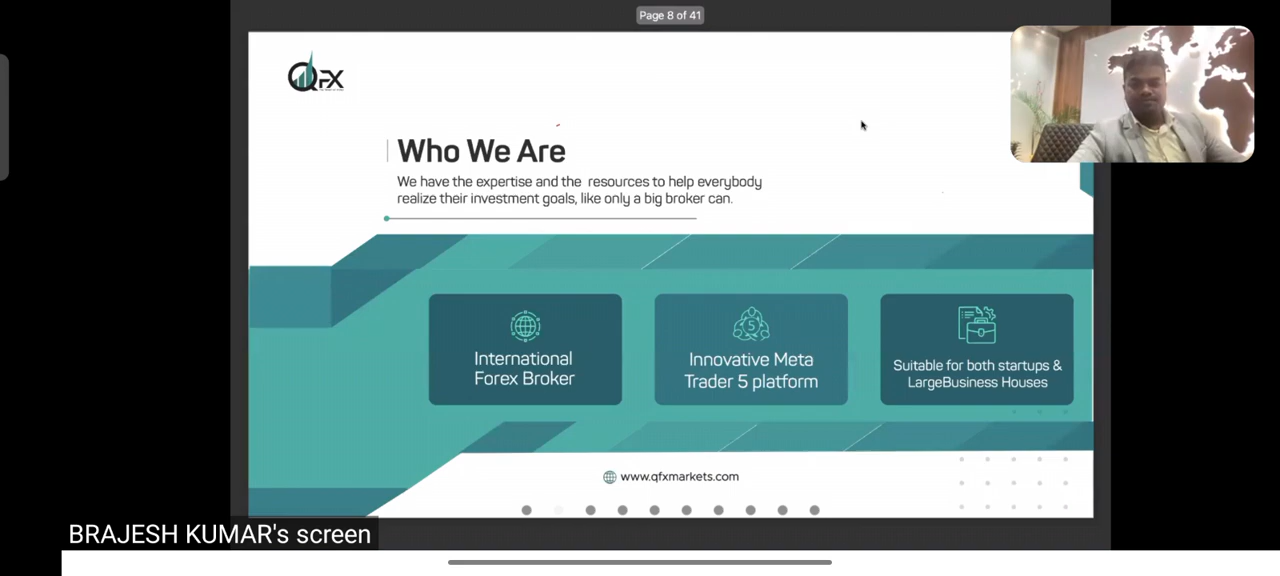 Page 8 of 41
QFX
Who We Are
We have the expertise and the resources to help everybody
realize their investment goals, like only a big broker can.
International
Forex Broker
5
Innovative Meta
Trader 5 platform
Suitable for both startups &
LargeBusiness Houses
www.qfxmarkets.com
BRAJESH KUMAR's screen